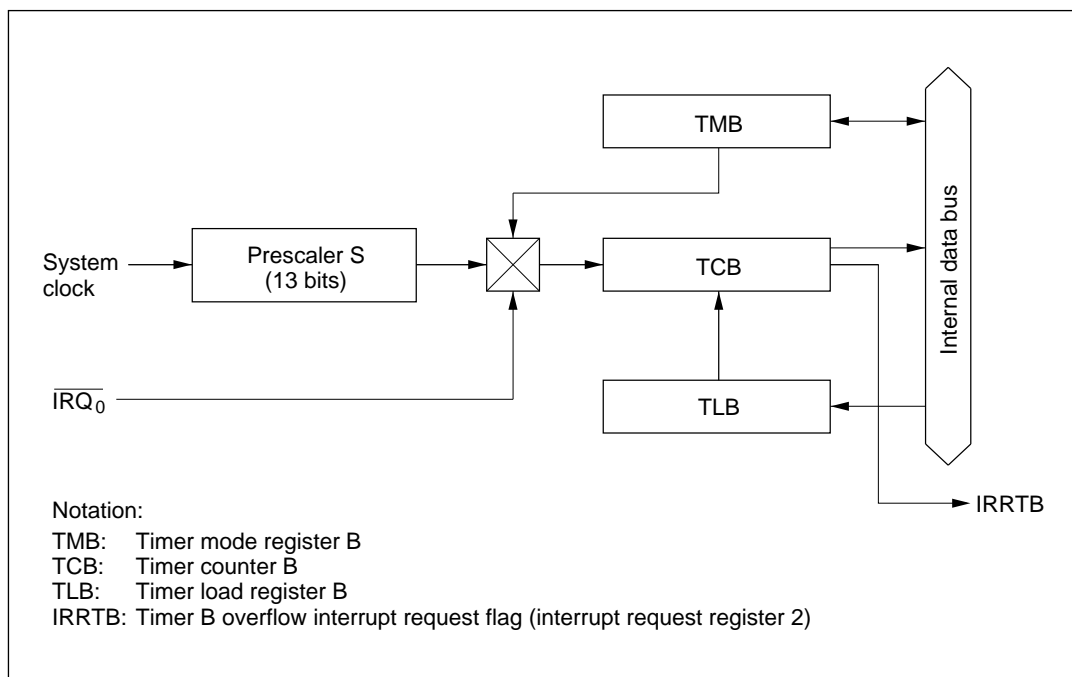 TMB
System
clock
Prescaler S
(13 bits)
TCB
Internal data bus
IRQ0
TLB
IRRTB
Notation:
TMB: Timer mode register B
TCB: Timer counter B
TLB: Timer load register B
IRRTB: Timer B overflow interrupt request flag (interrupt request register 2)